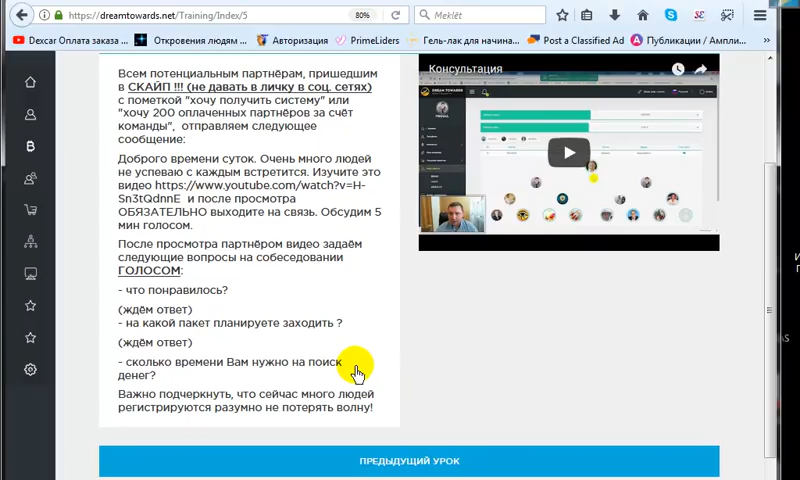 https://dreamtowards.net/Training/Index/5
80%
Meklēt
Dexcar Оплата заказа ...
Откровения людям ...
Авторизация
PrimeLiders
Гель-лак для начина...
Post a Classified Ad
Публикации / Ампли...
Всем потенциальным партнёрам, пришедшим
в СКАЙП !!! (не давать в личку в соц. сетях)
с пометкой "хочу получить систему" или
"хочу 200 оплаченных партнёров за счёт
команды", отправляем следующее
сообщение:
Доброго времени суток. Очень много людей
не успеваю с каждым встретится. Изучите это
видео https://www.youtube.com/watch?v=H-
Sn3tQdnnE и после просмотра
ОБЯЗАТЕЛЬНО выходите на связь. Обсудим 5
мин голосом.
После просмотра партнёром видео задаём
следующие вопросы на собеседовании
ГОЛОСОМ:
- что понравилось?
(ждём ответ)
- на какой пакет планируете заходить ?
(ждём ответ)
- сколько времени Вам нужно на поиск
денег?
Важно подчеркнуть, что сейчас много людей
регистрируются разумно не потерять волну!
Консультация
DREAM TOWARDS
ПРЕДЫДУЩИЙ УРОК